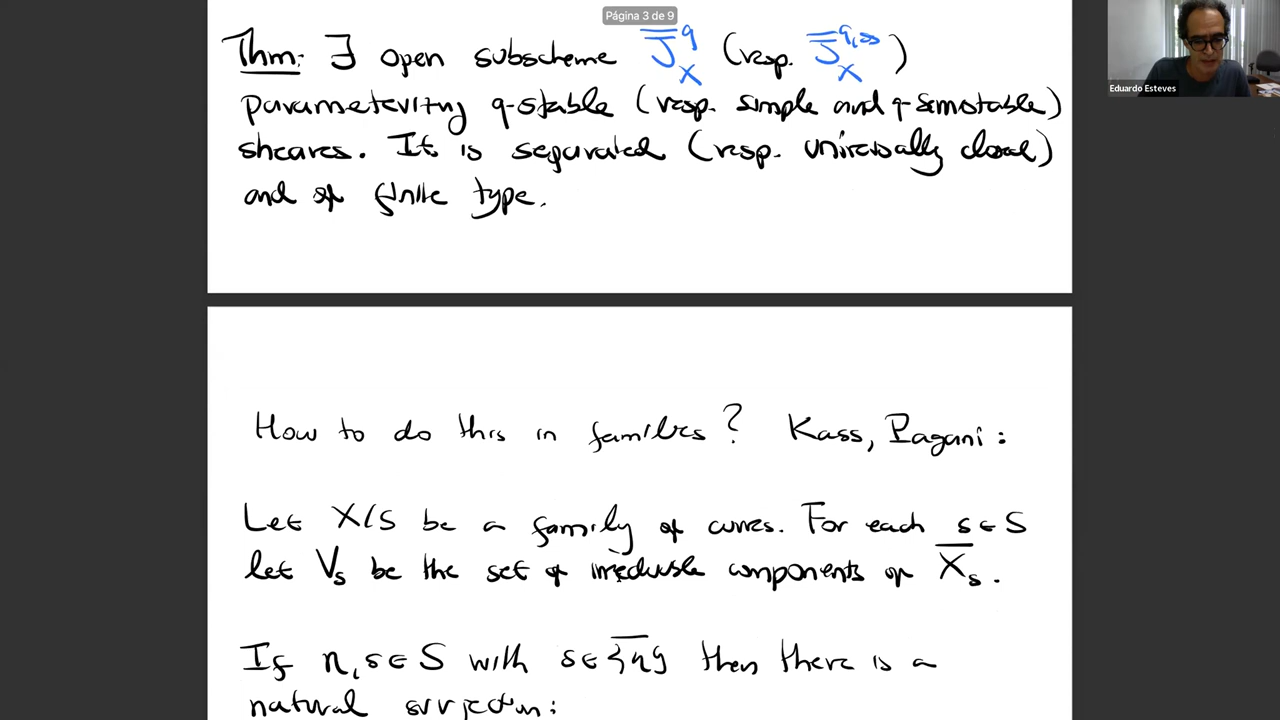 Página 3 de 9
Thm: ∃ open subscheme J̅_X^q (resp. J̅_X^{q,ss})
parameterizing q-stable (resp. simple and q-semistable)
sheaves. It is separated (resp. universally closed)
and of finite type.
How to do this in families? Kass, Pagani:
Let X/S be a family of curves. For each s ∈ S
let V_s be the set of irreducible components of X̅_s.
If η, s ∈ S with s ∈ \overline{{η}} then there is a
natural surjection:
Eduardo Esteves